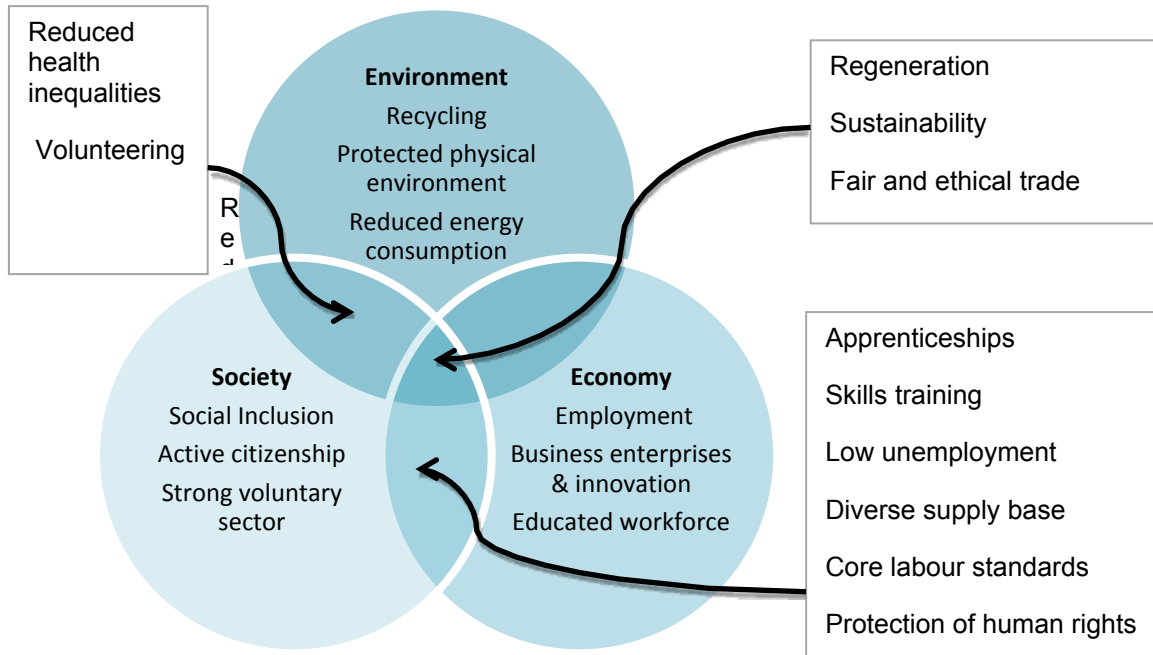 Reduced
health
inequalities
Volunteering
R
e
d
Environment
Recycling
Protected physical
environment
Reduced energy
consumption
Regeneration
Sustainability
Fair and ethical trade
Society
Social Inclusion
Active citizenship
Strong voluntary
sector
Economy
Employment
Business enterprises
& innovation
Educated workforce
Apprenticeships
Skills training
Low unemployment
Diverse supply base
Core labour standards
Protection of human rights